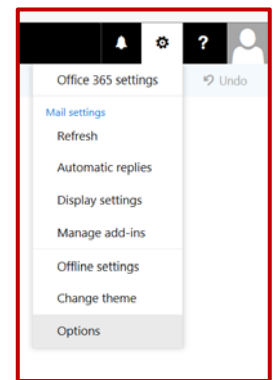 ?
Office 365 settings
Undo
Mail settings
Refresh
Automatic replies
Display settings
Manage add-ins
Offline settings
Change theme
Options